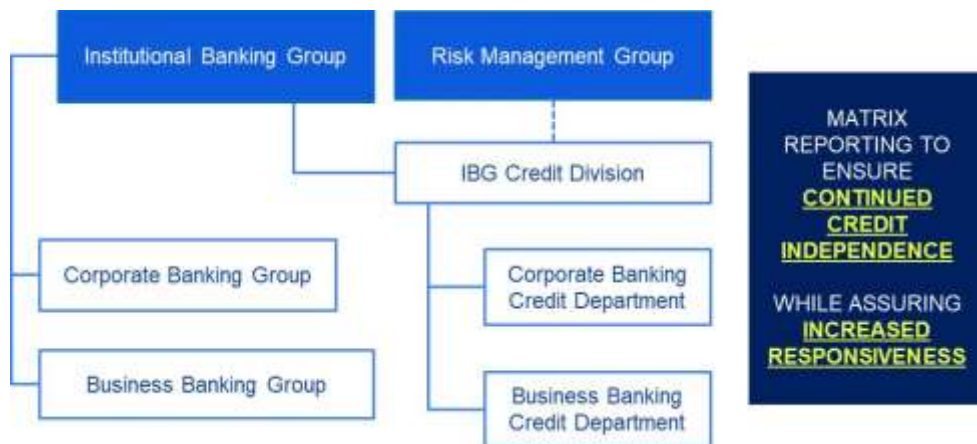 Institutional Banking Group
Risk Management Group
IBG Credit Division
Corporate Banking Group
Corporate Banking
Credit Department
Business Banking Group
Business Banking
Credit Department
MATRIX
REPORTING TO
ENSURE
CONTINUED
CREDIT
INDEPENDENCE
WHILE ASSURING
INCREASED
RESPONSIVENESS